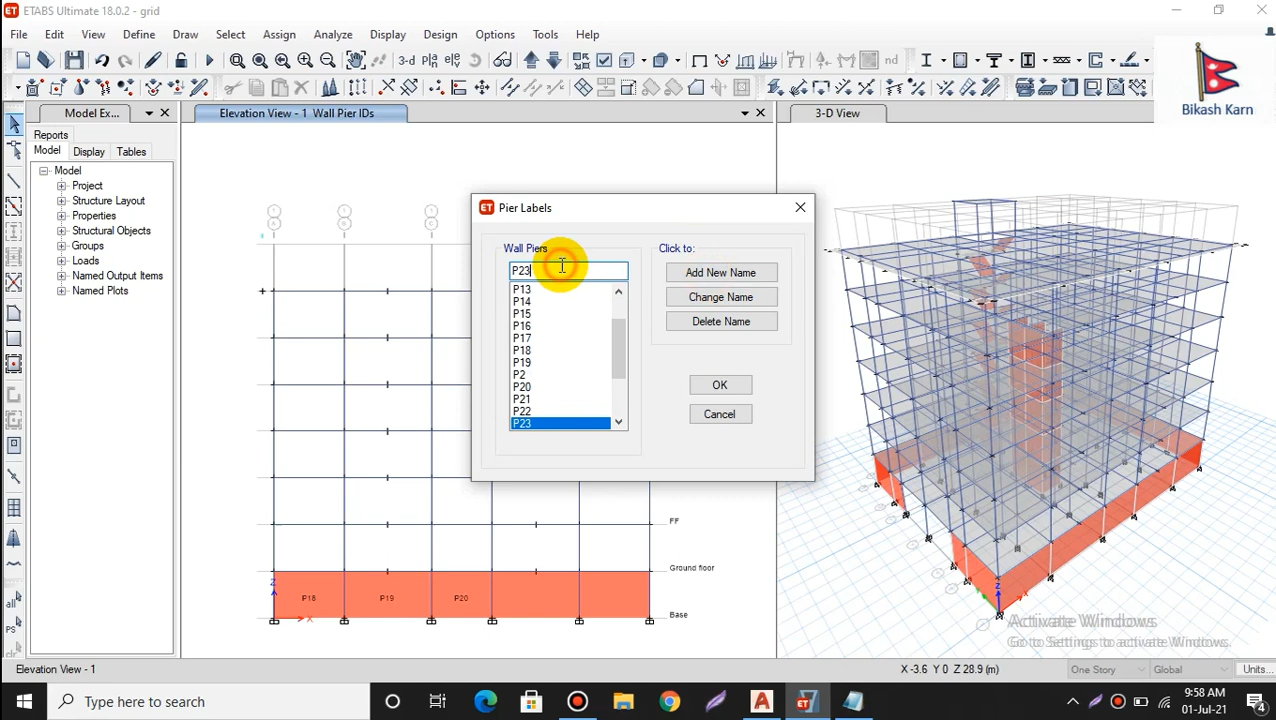 ETABS Ultimate 18.0.2 - grid
File Edit View Define Draw Select Assign Analyze Display Design Options Tools Help
3-d nd
Bikash Karn
Model Ex...
Elevation View - 1 Wall Pier IDs
3-D View
Reports
Model Display Tables
Model
Project
Structure Layout
Properties
Structural Objects
Groups
Loads
Named Output Items
Named Plots
Pier Labels
Wall Piers
P23
P13
P14
P15
P16
P17
P18
P19
P2
P20
P21
P22
P23
Click to:
Add New Name
Change Name
Delete Name
OK
Cancel
FF
Ground floor
Base
P18 P19 P20
Z
X
Z
X
all
PS
clr
Activate Windows
Go to Settings to activate Windows.
Elevation View - 1
X -3.6 Y 0 Z 28.9 (m)
One Story
Global
Units...
Type here to search
9:58 AM
01-Jul-21
4